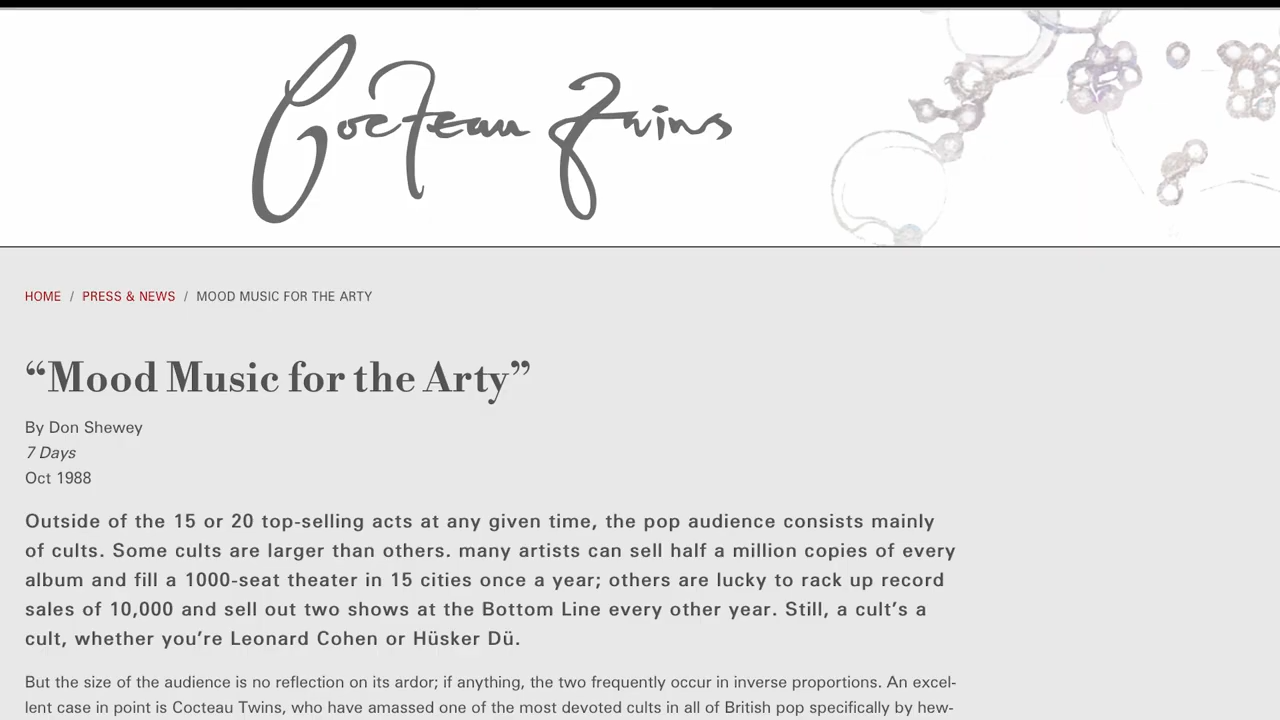 Cocteau Twins
HOME / PRESS & NEWS / MOOD MUSIC FOR THE ARTY
“Mood Music for the Arty”
By Don Shewey
7 Days
Oct 1988
Outside of the 15 or 20 top-selling acts at any given time, the pop audience consists mainly
of cults. Some cults are larger than others. many artists can sell half a million copies of every
album and fill a 1000-seat theater in 15 cities once a year; others are lucky to rack up record
sales of 10,000 and sell out two shows at the Bottom Line every other year. Still, a cult’s a
cult, whether you’re Leonard Cohen or Hüsker Dü.
But the size of the audience is no reflection on its ardor; if anything, the two frequently occur in inverse proportions. An excel-
lent case in point is Cocteau Twins, who have amassed one of the most devoted cults in all of British pop specifically by hew-